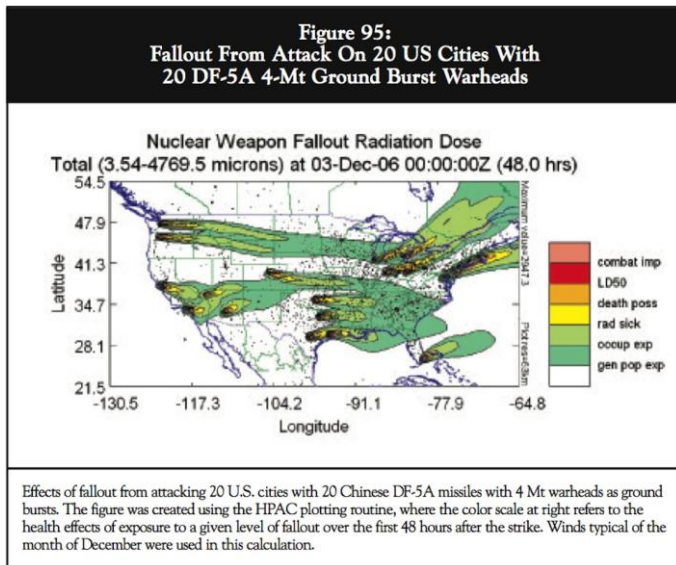 Figure 95:
Fallout From Attack On 20 US Cities With
20 DF-5A 4-Mt Ground Burst Warheads
Nuclear Weapon Fallout Radiation Dose
Total (3.54-4769.5 microns) at 03-Dec-06 00:00:00Z (48.0 hrs)
54.5
47.9
41.3
34.7
28.1
21.5
Latitude
-130.5 -117.3 -104.2 -91.1 -77.9 -64.8
Longitude
Maximum value=2947.3
Plot res=63km
combat imp
LD50
death poss
rad sick
occup exp
gen pop exp
Effects of fallout from attacking 20 U.S. cities with 20 Chinese DF-5A missiles with 4 Mt warheads as ground
bursts. The figure was created using the HPAC plotting routine, where the color scale at right refers to the
health effects of exposure to a given level of fallout over the first 48 hours after the strike. Winds typical of the
month of December were used in this calculation.